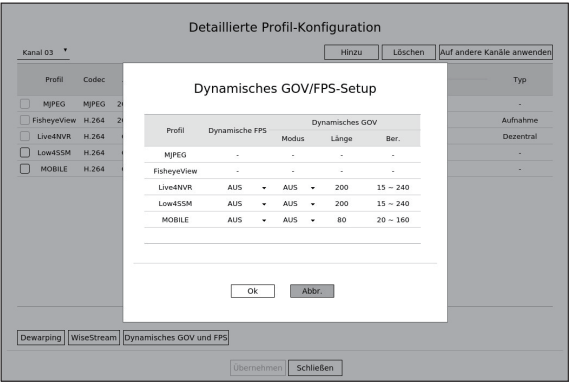 Detaillierte Profil-Konfiguration
Kanal 03
Hinzu Löschen Auf andere Kanäle anwenden
Profil Codec Typ
MJPEG MJPEG -
FisheyeView H.264 Aufnahme
Live4NVR H.264 Dezentral
Low4SSM H.264 -
MOBILE H.264 -
Dynamisches GOV/FPS-Setup
Profil Dynamische FPS Dynamisches GOV
Modus Länge Ber.
MJPEG - - - -
FisheyeView - - - -
Live4NVR AUS AUS 200 15 ~ 240
Low4SSM AUS AUS 200 15 ~ 240
MOBILE AUS AUS 80 20 ~ 160
Ok Abbr.
Dewarping WiseStream Dynamisches GOV und FPS
Übernehmen Schließen